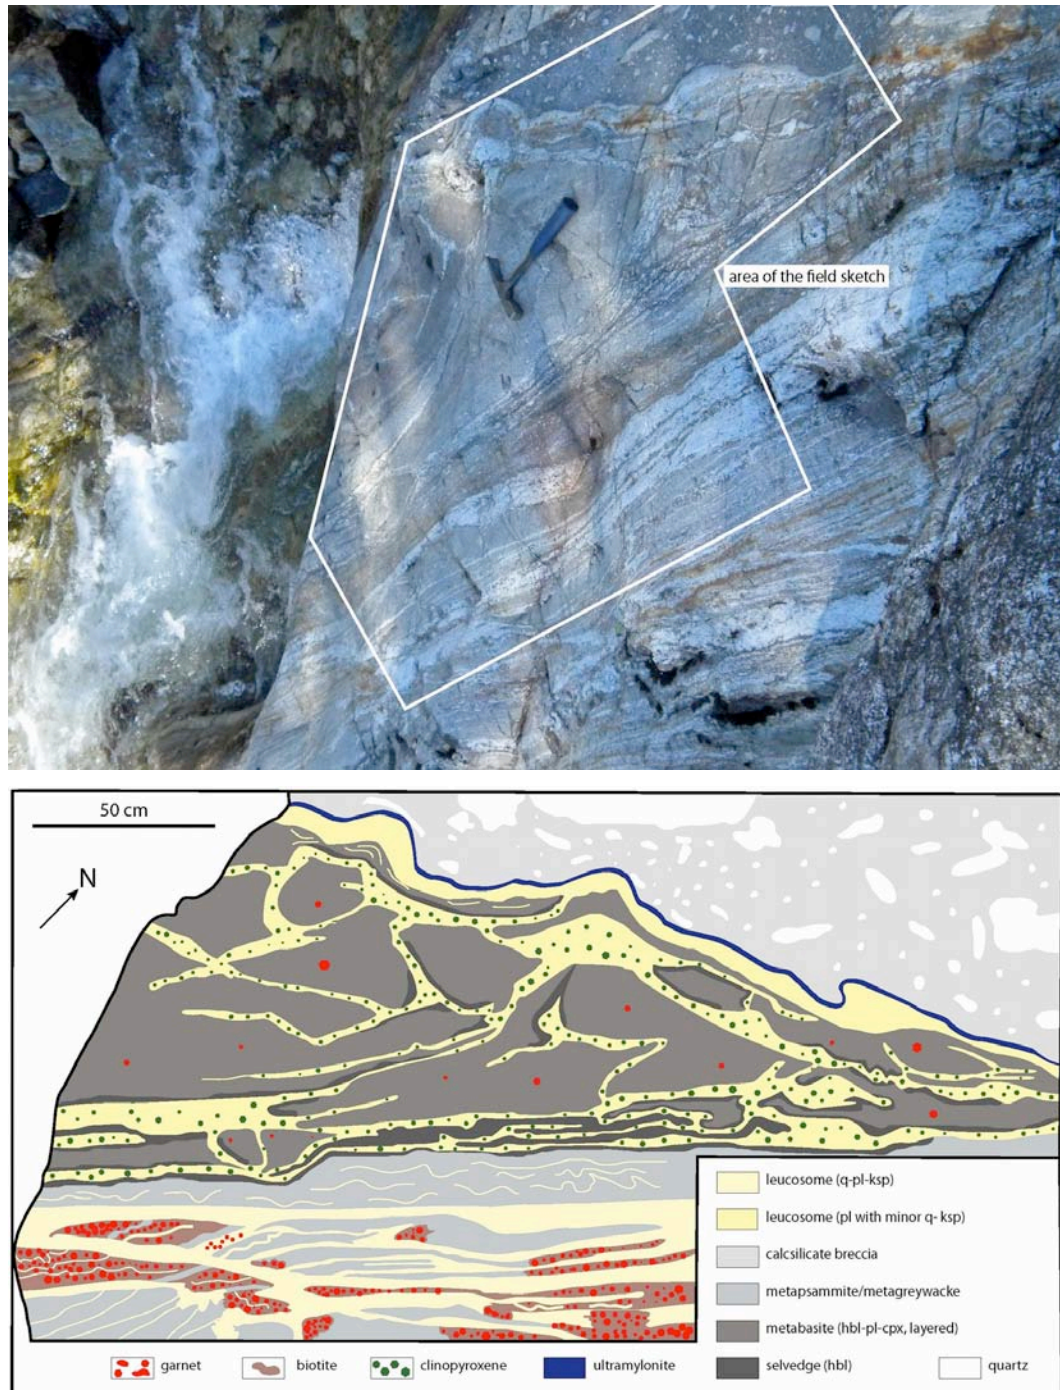 area of the field sketch
50 cm
N
leucosome (q-pl-ksp)
leucosome (pl with minor q- ksp)
calcsilicate breccia
metapsammite/metagreywacke
metabasite (hbl-pl-cpx, layered)
garnet biotite clinopyroxene ultramylonite selvedge (hbl) quartz